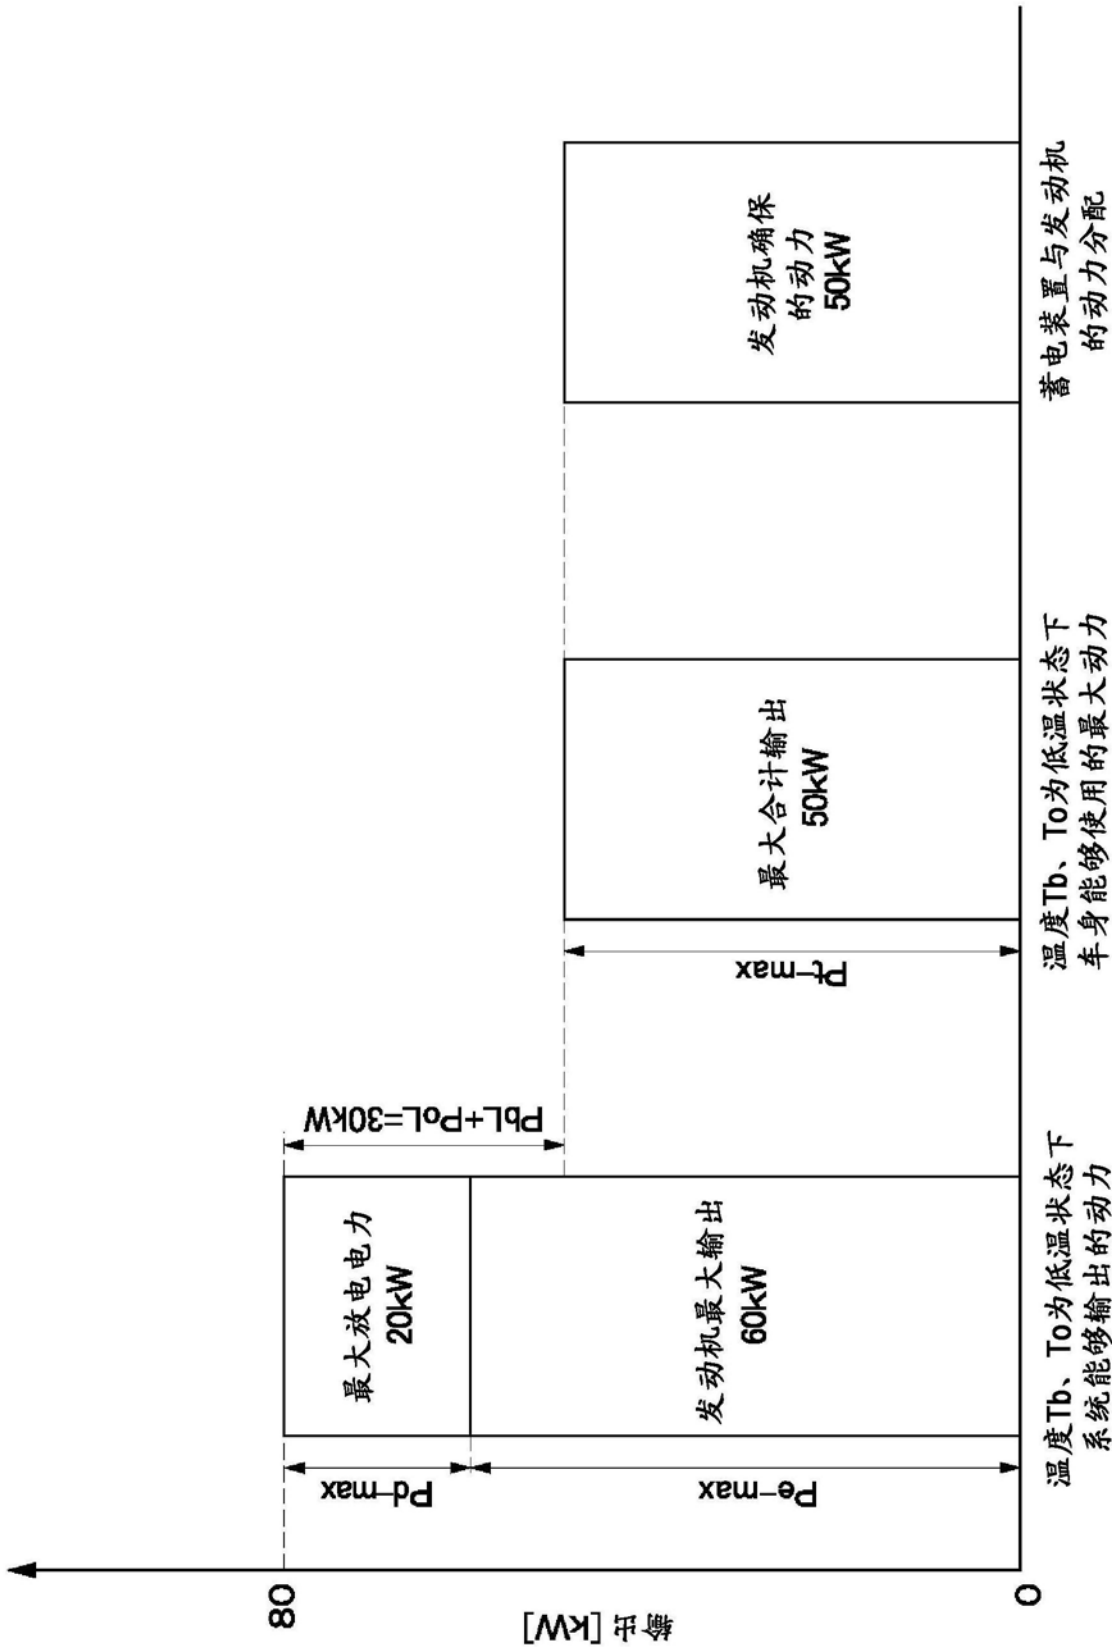 输出[kW]
80
0
Pd-max
Pe-max
最大放电电力
20kW
发动机最大输出
60kW
PbL+PoL=30kW
温度Tb、To为低温状态下
系统能够输出的动力
Pt-max
最大合计输出
50kW
温度Tb、To为低温状态下
车身能够使用的最大动力
发动机确保
的动力
50kW
蓄电装置与发动机
的动力分配